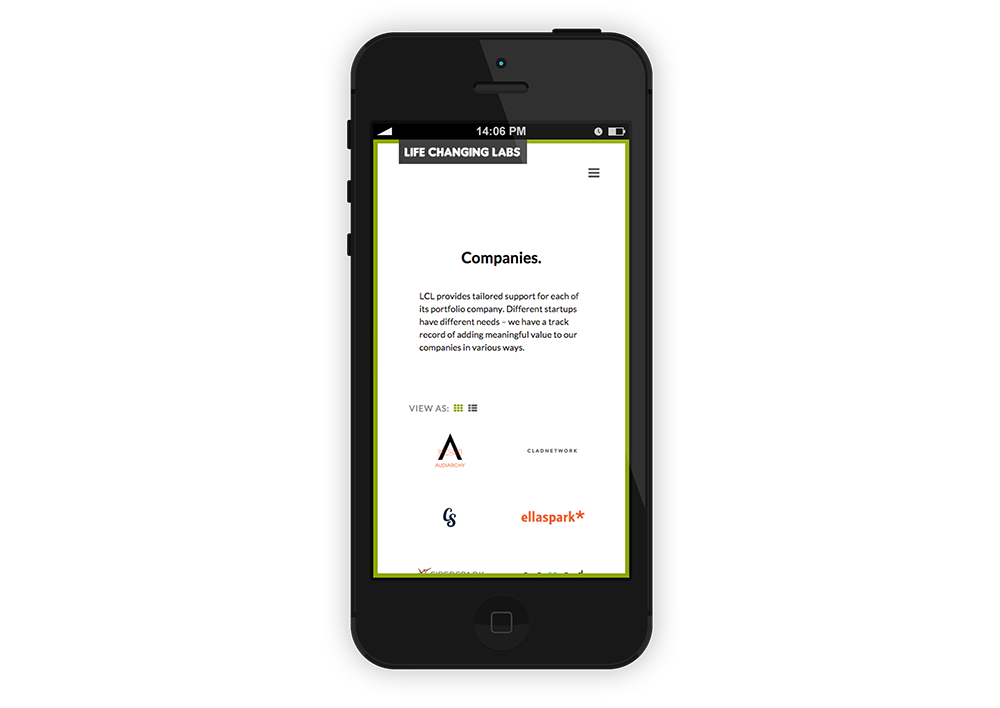 14:06 PM
LIFE CHANGING LABS
Companies.
LCL provides tailored support for each of
its portfolio company. Different startups
have different needs – we have a track
record of adding meaningful value to our
companies in various ways.
VIEW AS:
AUDIARCHY
CLADNETWORK
CS
ellaspark*